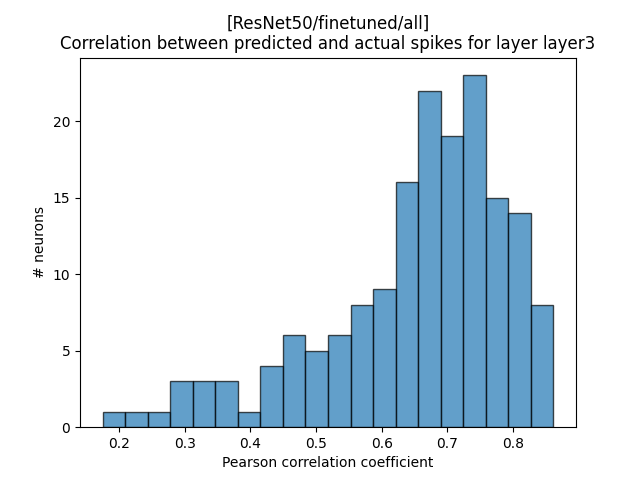 [ResNet50/finetuned/all]
Correlation between predicted and actual spikes for layer layer3
# neurons
20
15
10
5
0
0.2 0.3 0.4 0.5 0.6 0.7 0.8
Pearson correlation coefficient